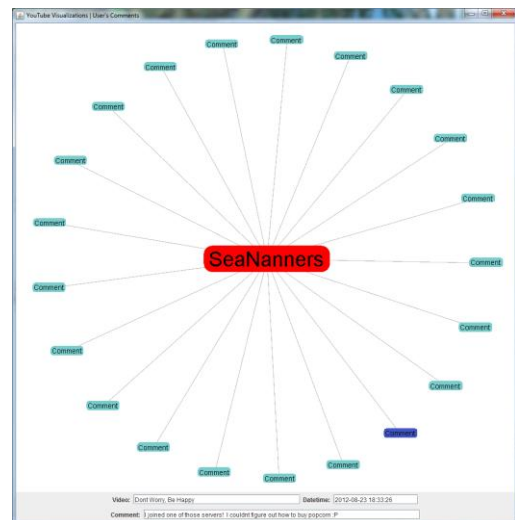 YouTube Visualizations | User's Comments
Comment
Comment
Comment
Comment
Comment
Comment
Comment
Comment
Comment
Comment
SeaNanners
Comment
Comment
Comment
Comment
Comment
Comment
Comment
Comment
Comment
Comment
Comment
Video: Dont Worry, Be Happy Datetime: 2012-08-23 18:33:26
Comment: I joined one of those servers! I couldnt figure out how to buy popcorn :P